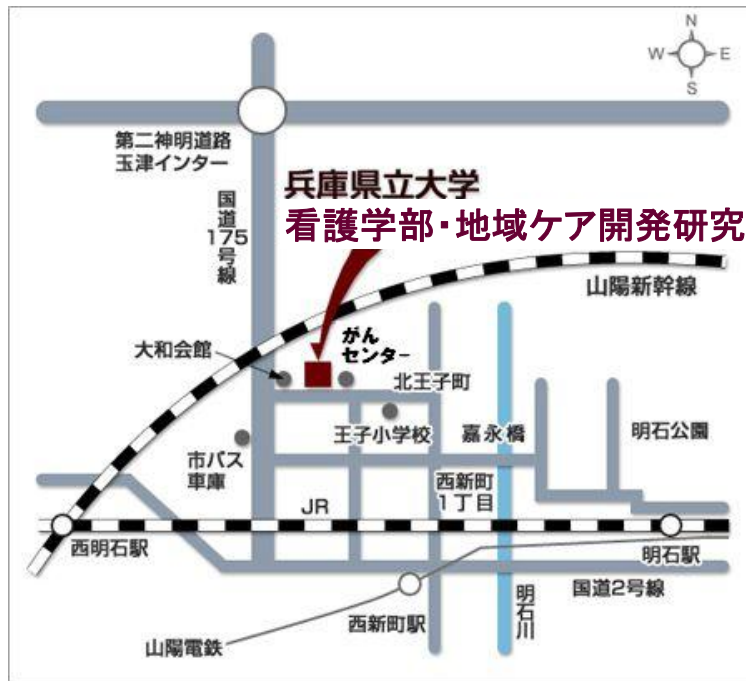 N
W
E
S
第二神明道路
玉津インター
兵庫県立大学
看護学部・地域ケア開発研究
国道175号線
山陽新幹線
大和会館
がん
センター
北王子町
王子小学校
嘉永橋
明石公園
市バス
車庫
西新町
1丁目
JR
西明石駅
明石駅
国道2号線
西新町駅
明石川
山陽電鉄